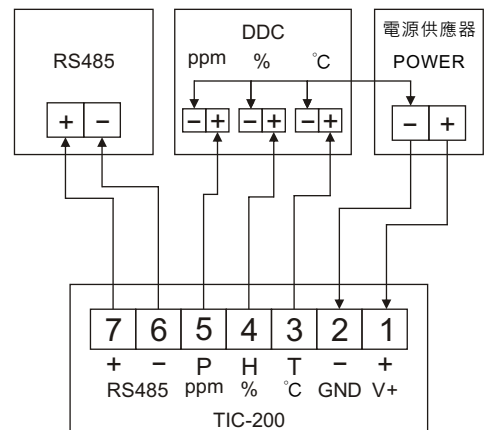 RS485
+ −
DDC
ppm % °C
− + − + − +
電源供應器
POWER
− +
7 6 5 4 3 2 1
+ − P H T − +
RS485 ppm % °C GND V+
TIC-200